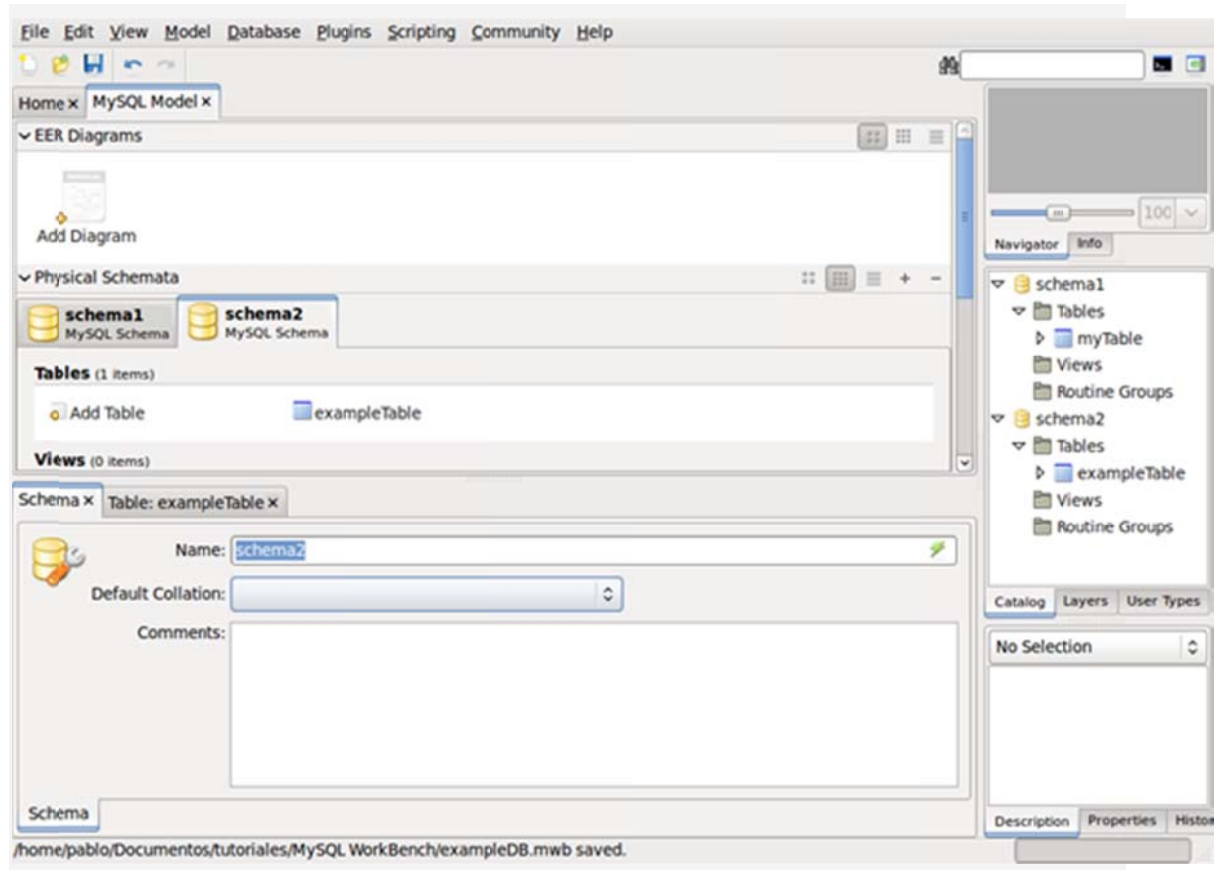 File Edit View Model Database Plugins Scripting Community Help
Home x MySQL Model x
EER Diagrams
Add Diagram
Physical Schemata
schema1
MySQL Schema
schema2
MySQL Schema
Tables (1 items)
Add Table
exampleTable
Views (0 items)
Schema x Table: exampleTable x
Name: schema2
Default Collation:
Comments:
Schema
/home/pablo/Documentos/tutoriales/MySQL WorkBench/exampleDB.mwb saved.
100
Navigator Info
schema1
Tables
myTable
Views
Routine Groups
schema2
Tables
exampleTable
Views
Routine Groups
Catalog Layers User Types
No Selection
Description Properties Histo